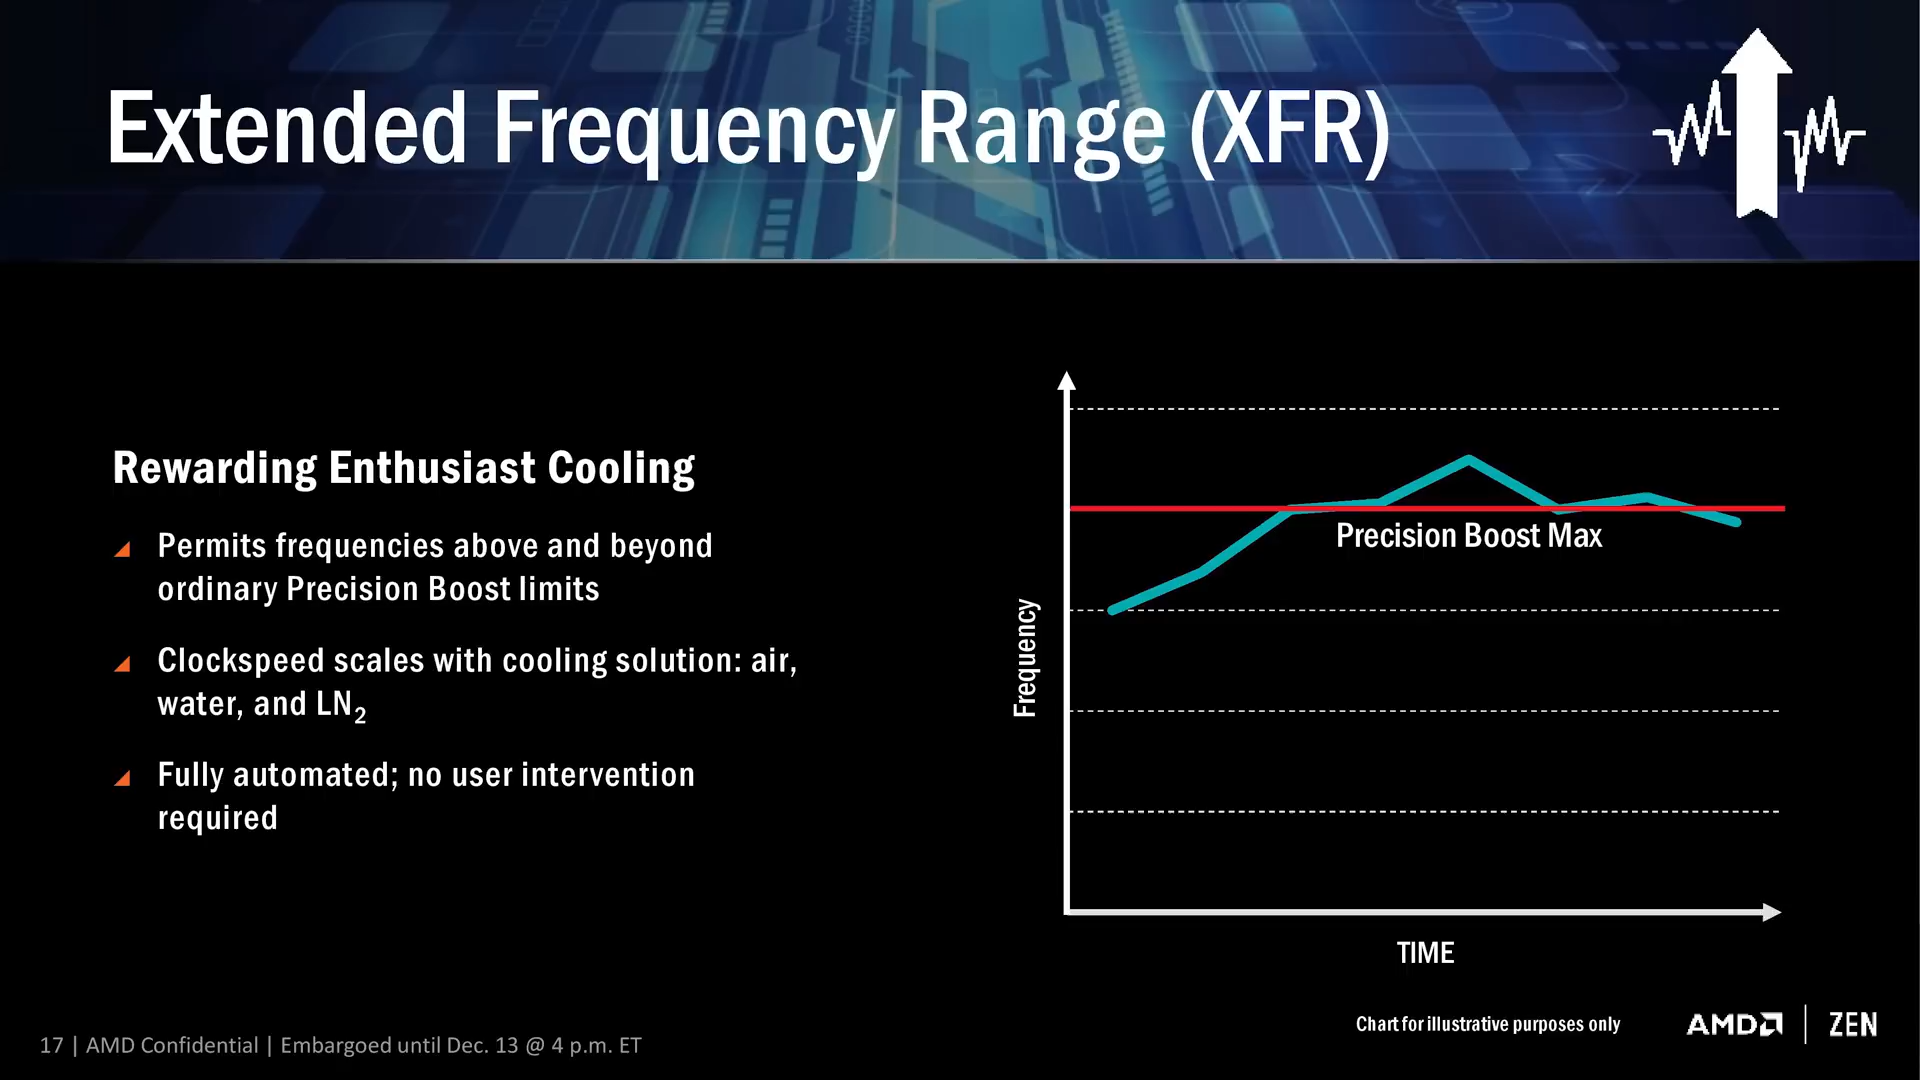 Extended Frequency Range (XFR)
Rewarding Enthusiast Cooling
Permits frequencies above and beyond
ordinary Precision Boost limits
Clockspeed scales with cooling solution: air,
water, and LN₂
Fully automated; no user intervention
required
Precision Boost Max
Frequency
TIME
Chart for illustrative purposes only
AMD | ZEN
17 | AMD Confidential | Embargoed until Dec. 13 @ 4 p.m. ET